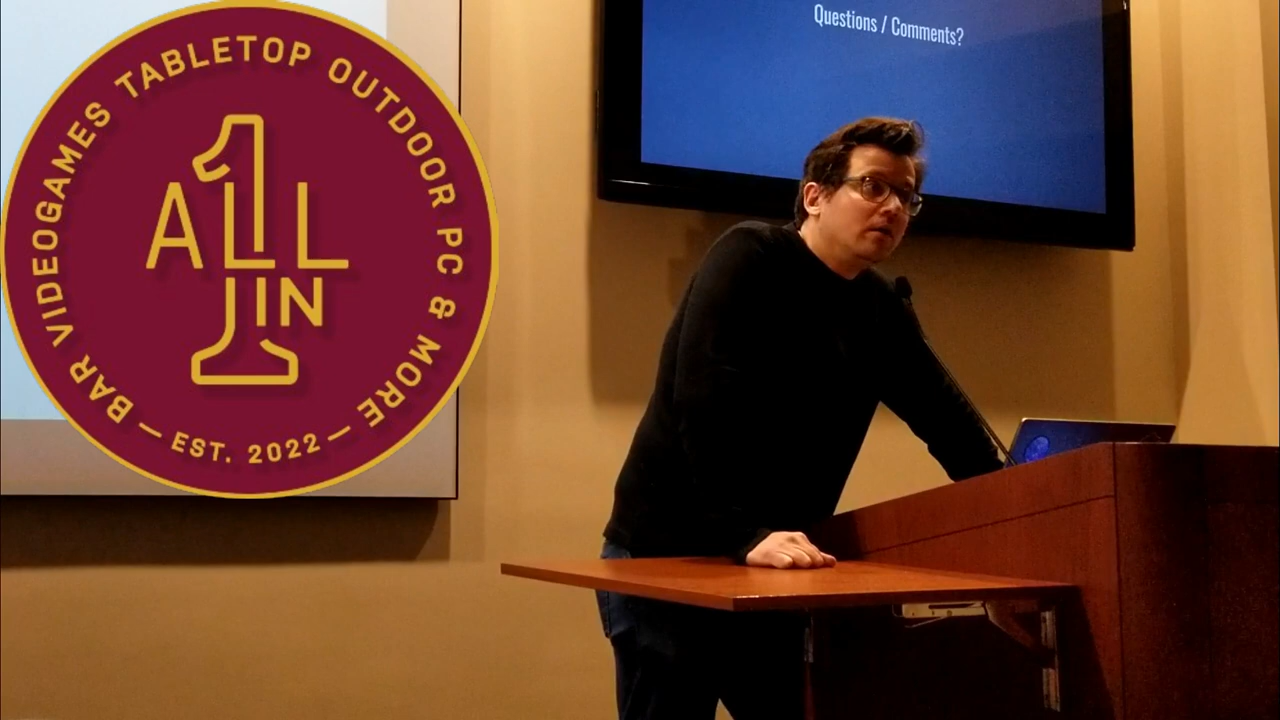 BAR VIDEOGAMES TABLETOP OUTDOOR PC & MORE
ALL
1
IN
— EST. 2022 —
Questions / Comments?